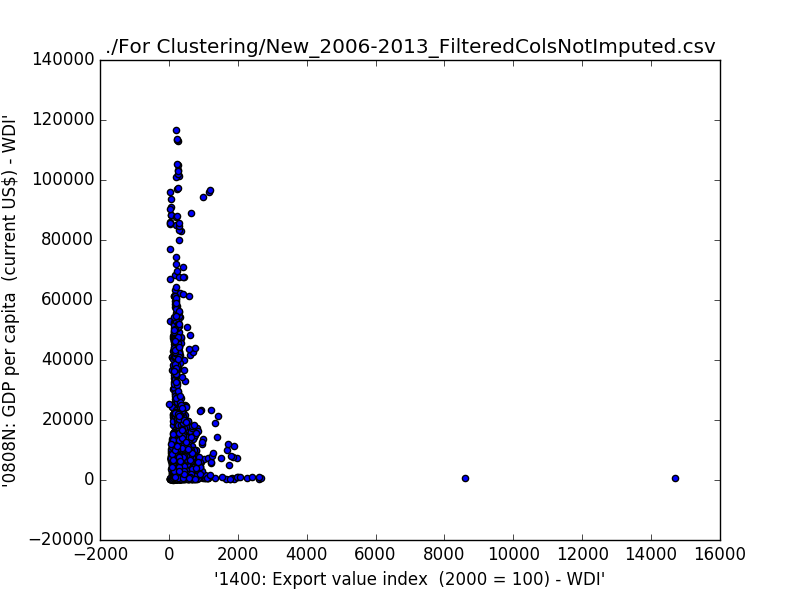 ./For Clustering/New_2006-2013_FilteredColsNotImputed.csv
140000
120000
100000
80000
60000
40000
20000
0
−20000
'0808N: GDP per capita  (current US$) - WDI'
−2000 0 2000 4000 6000 8000 10000 12000 14000 16000
'1400: Export value index  (2000 = 100) - WDI'